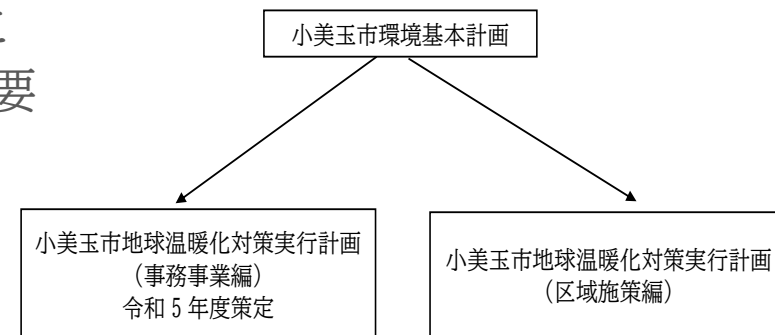 要
小美玉市環境基本計画
小美玉市地球温暖化対策実行計画
（事務事業編）
令和5年度策定
小美玉市地球温暖化対策実行計画
（区域施策編）